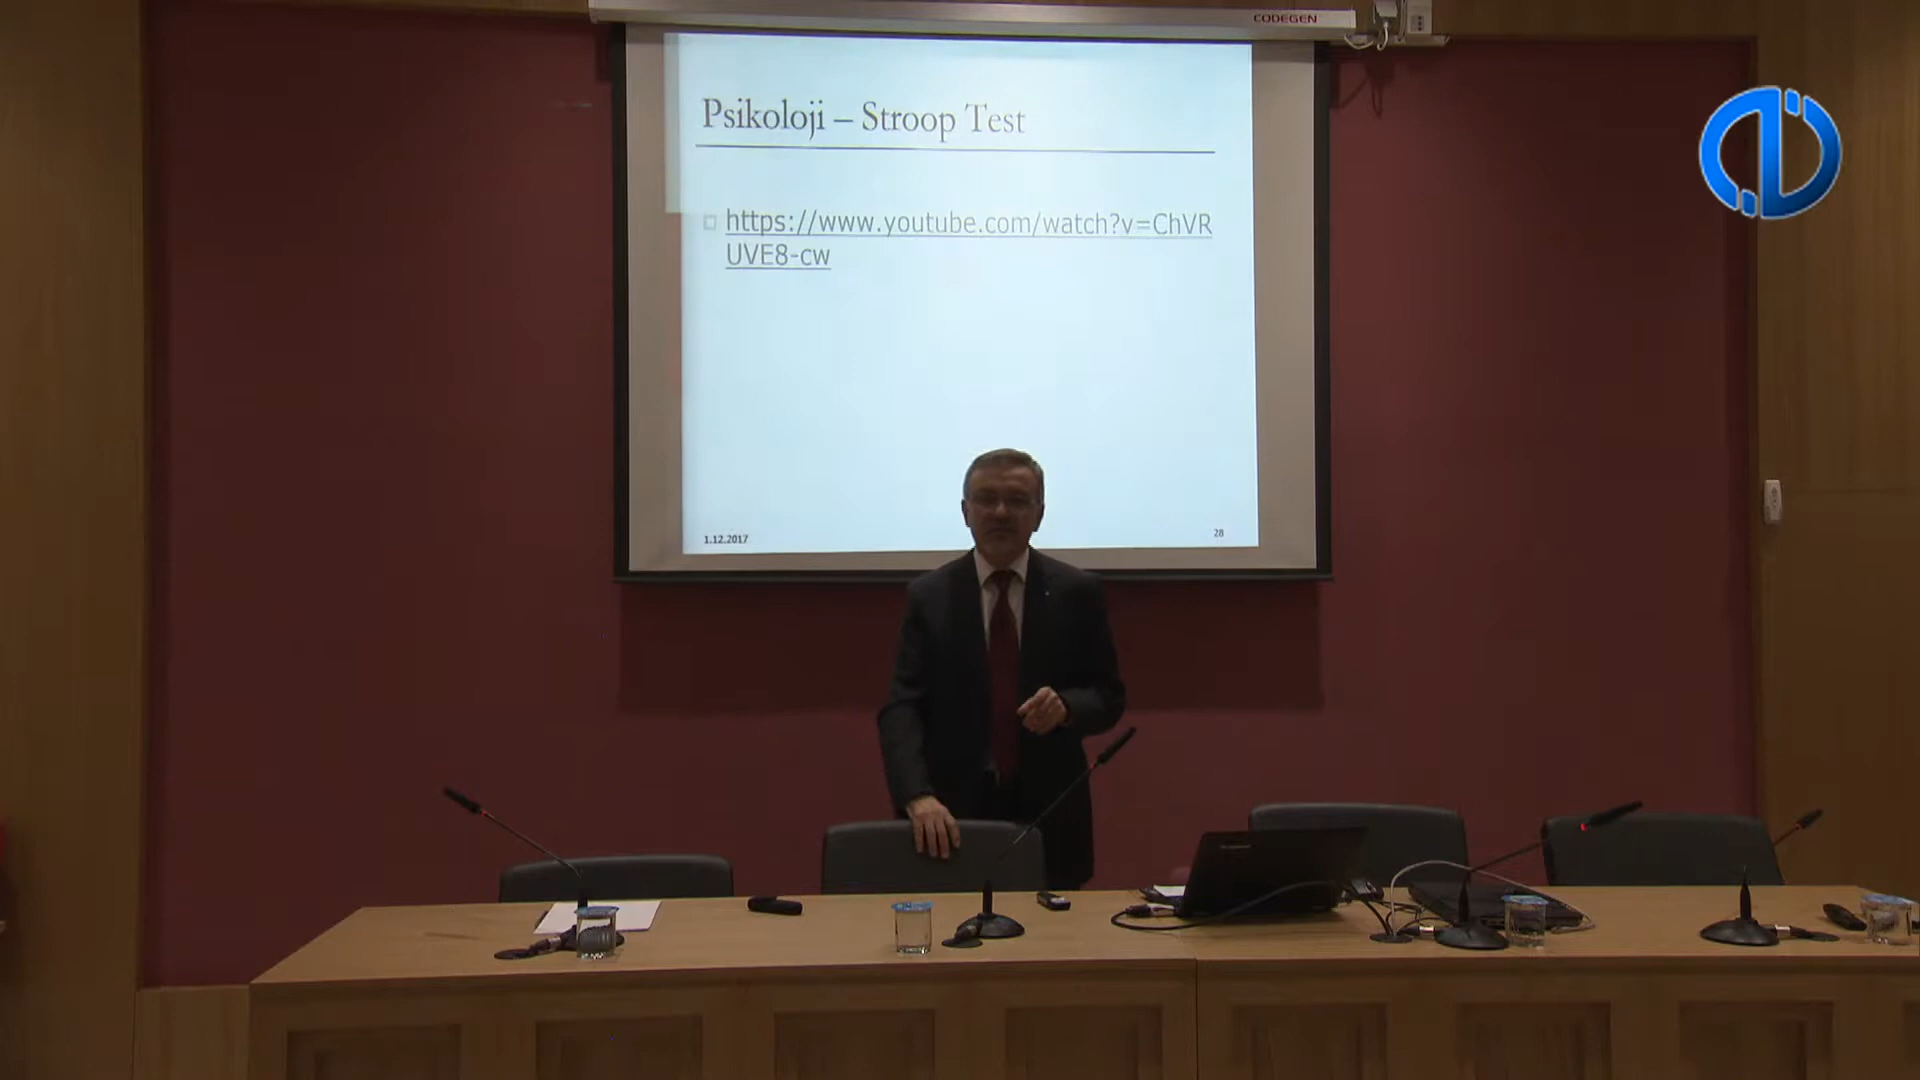 CODEGEN
Psikoloji – Stroop Test
https://www.youtube.com/watch?v=ChVR
UVE8-cw
1.12.2017
28